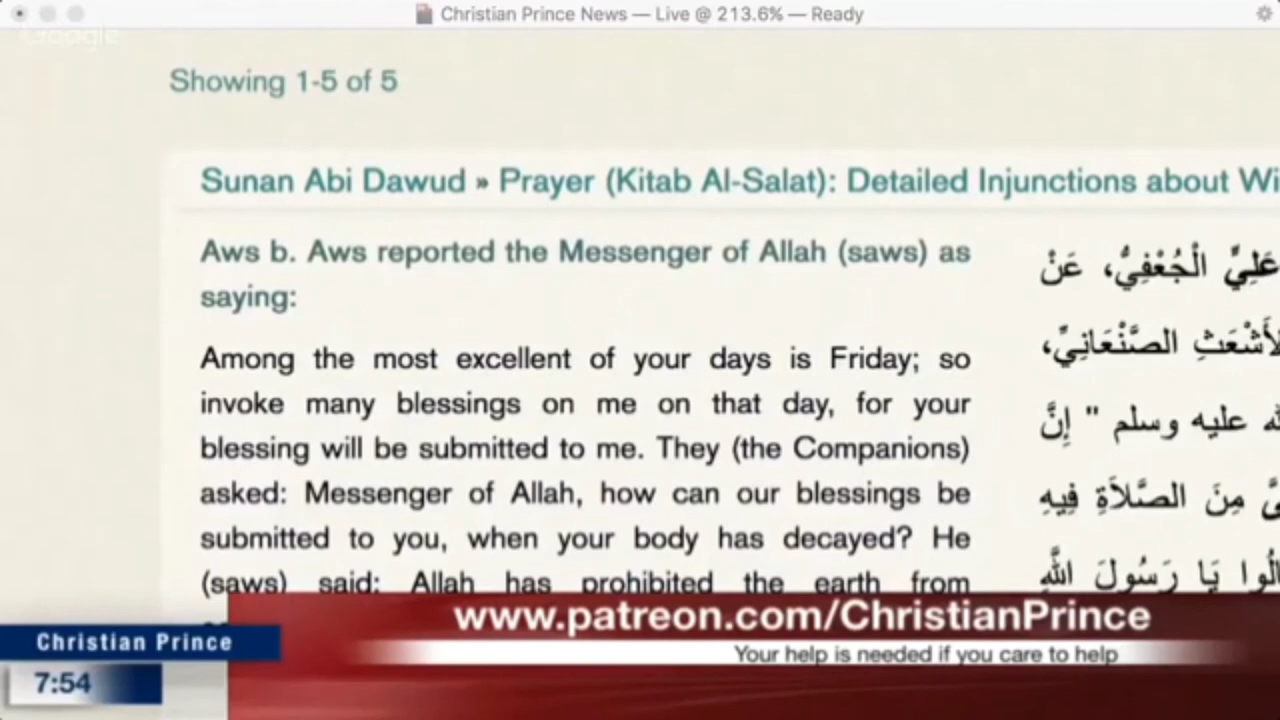 Christian Prince News — Live @ 213.6% — Ready
Google
Showing 1-5 of 5
Sunan Abi Dawud » Prayer (Kitab Al-Salat): Detailed Injunctions about Wi
Aws b. Aws reported the Messenger of Allah (saws) as
saying:
Among the most excellent of your days is Friday; so
invoke many blessings on me on that day, for your
blessing will be submitted to me. They (the Companions)
asked: Messenger of Allah, how can our blessings be
submitted to you, when your body has decayed? He
(saws) said: Allah has prohibited the earth from
عَلِيٍّ الْجُعْفِيُّ، عَنْ
لأَشْعَثِ الصَّنْعَانِيِّ،
ه عليه وسلم " إِنَّ
ىَّ مِنَ الصَّلاَةِ فِيهِ
الُوا يَا رَسُولَ اللَّهِ
www.patreon.com/ChristianPrince
Your help is needed if you care to help
Christian Prince
7:54